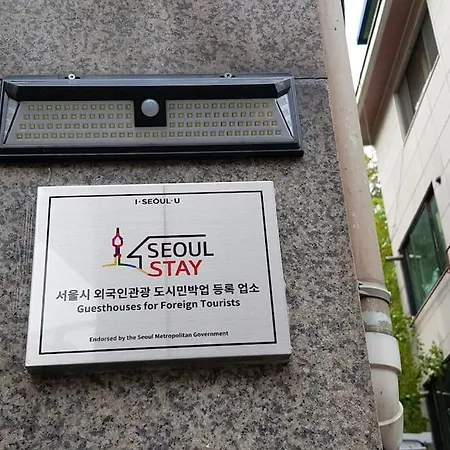 I·SEOUL·U
SEOUL
STAY
서울시 외국인관광 도시민박업 등록 업소
Guesthouses for Foreign Tourists
Endorsed by the Seoul Metropolitan Government